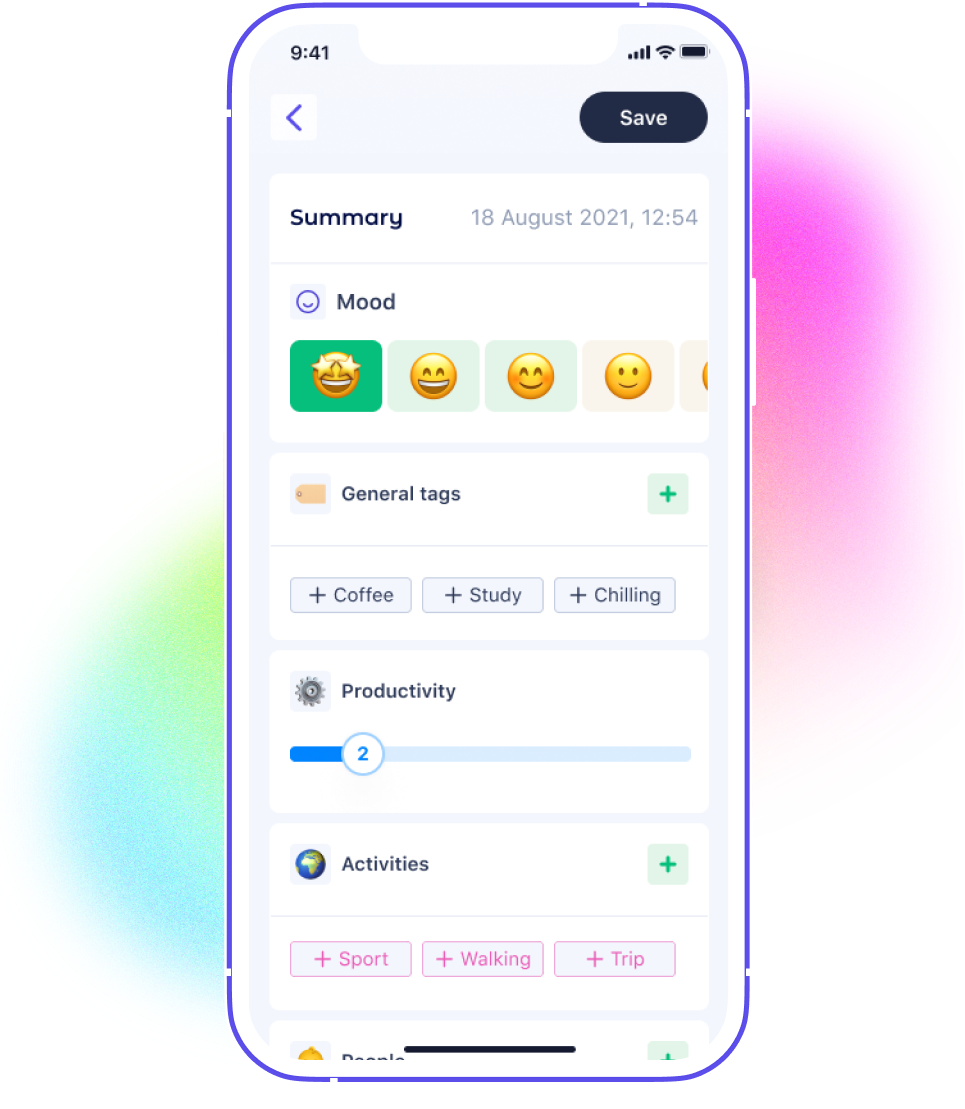 9:41
Save
Summary 18 August 2021, 12:54
Mood
General tags
+ Coffee + Study + Chilling
Productivity
2
Activities
+ Sport + Walking + Trip
People